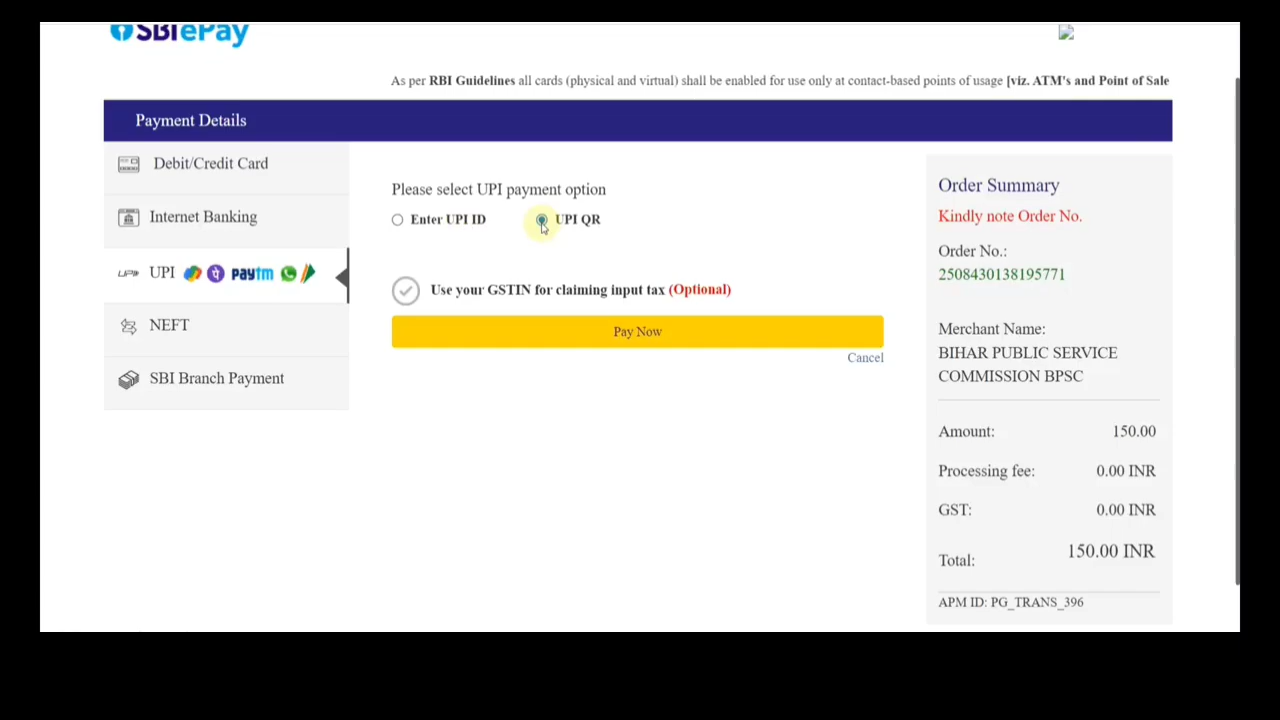 SBIePay
As per RBI Guidelines all cards (physical and virtual) shall be enabled for use only at contact-based points of usage [viz. ATM's and Point of Sale
Payment Details
Debit/Credit Card
Internet Banking
UPI paytm
NEFT
SBI Branch Payment
Please select UPI payment option
Enter UPI ID UPI QR
Use your GSTIN for claiming input tax (Optional)
Pay Now
Cancel
Order Summary
Kindly note Order No.
Order No.:
2508430138195771
Merchant Name:
BIHAR PUBLIC SERVICE
COMMISSION BPSC
Amount: 150.00
Processing fee: 0.00 INR
GST: 0.00 INR
Total: 150.00 INR
APM ID: PG_TRANS_396